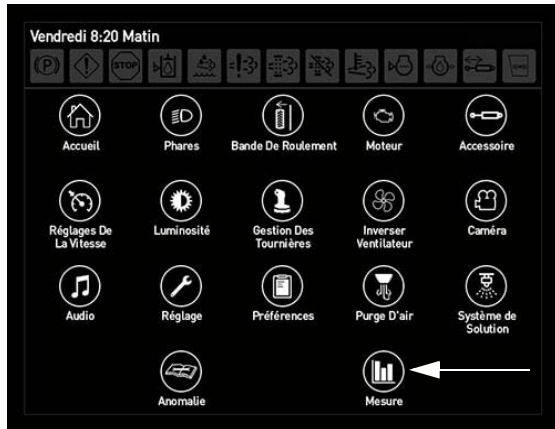 Vendredi 8:20 Matin
(P) STOP
Accueil Phares Bande De Roulement Moteur Accessoire
Réglages De La Vitesse Luminosité Gestion Des Tournières Inverser Ventilateur Caméra
Audio Réglage Préférences Purge D'air Système de Solution
Anomalie Mesure